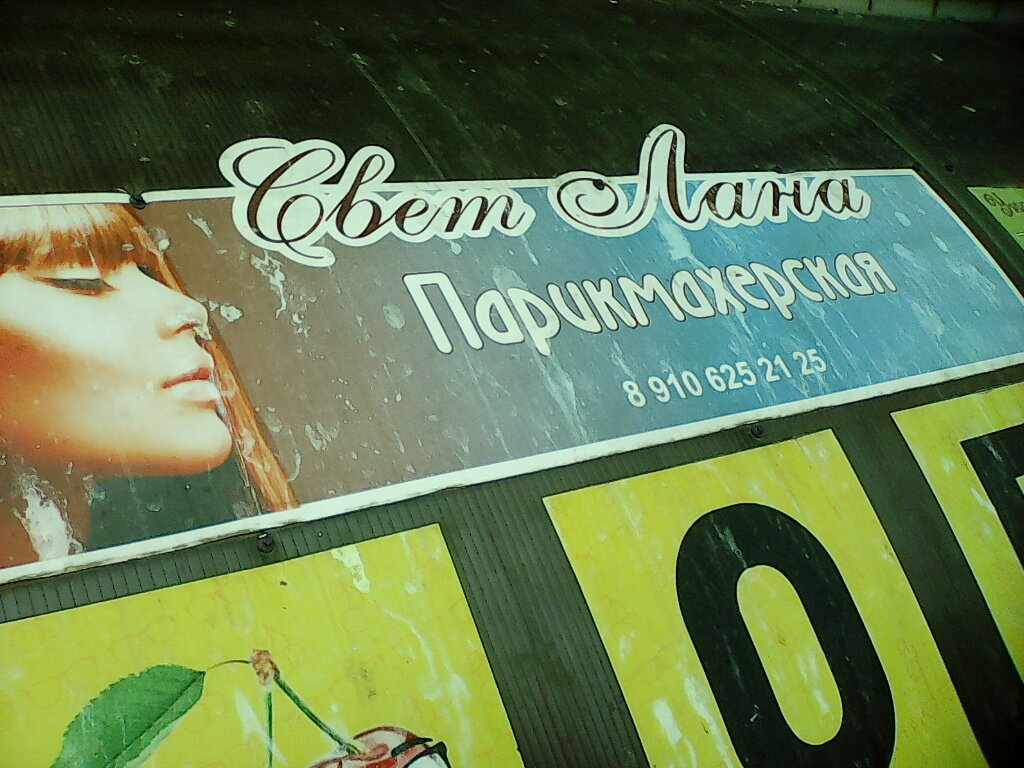 Свет Лана
Парикмахерская
8 910 625 21 25
О